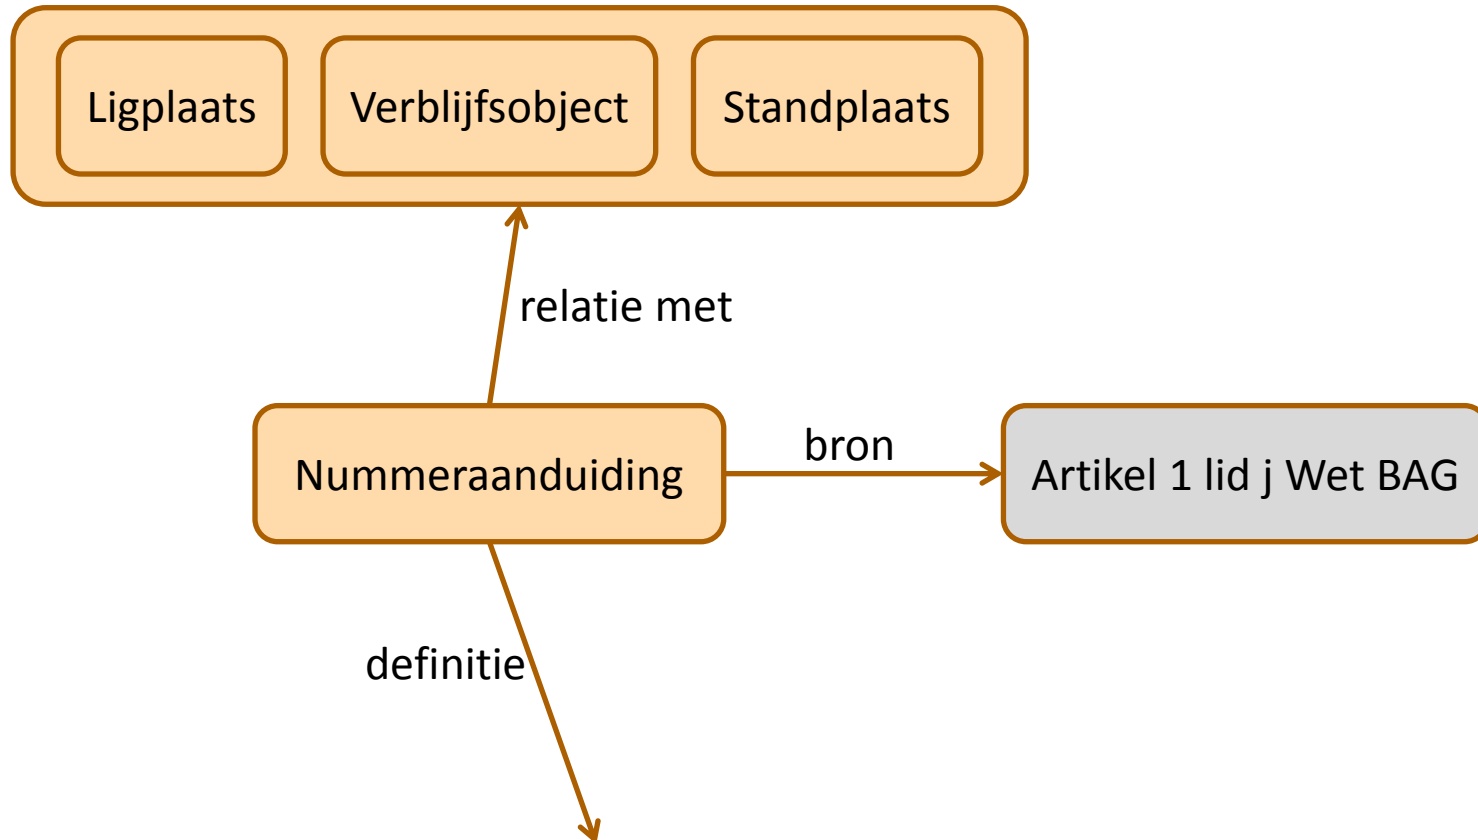 Ligplaats
Verblijfsobject
Standplaats
relatie met
Nummeraanduiding
bron
Artikel 1 lid j Wet BAG
definitie